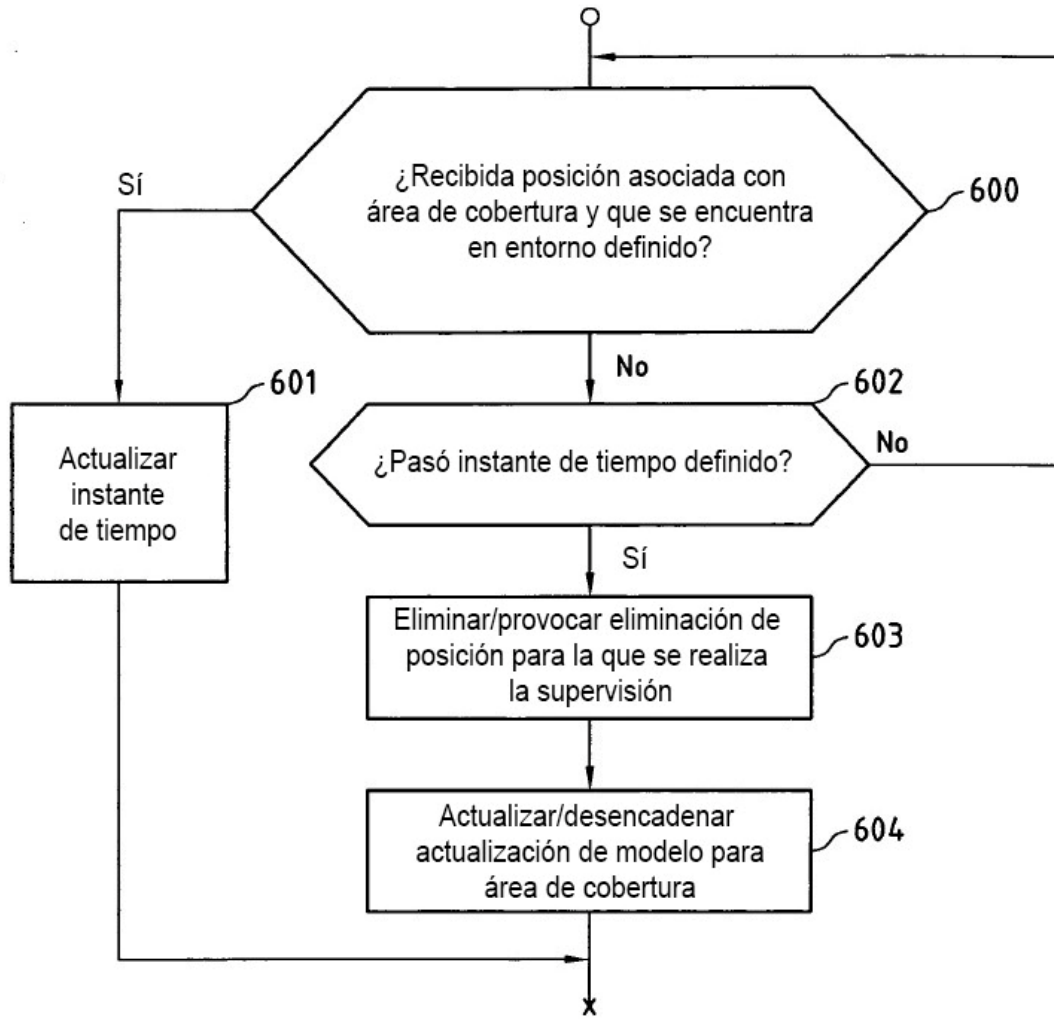 ¿Recibida posición asociada con
área de cobertura y que se encuentra
en entorno definido?
600
Sí
No
601
Actualizar
instante
de tiempo
602
¿Pasó instante de tiempo definido?
No
Sí
Eliminar/provocar eliminación de
posición para la que se realiza
la supervisión
603
Actualizar/desencadenar
actualización de modelo para
área de cobertura
604
x